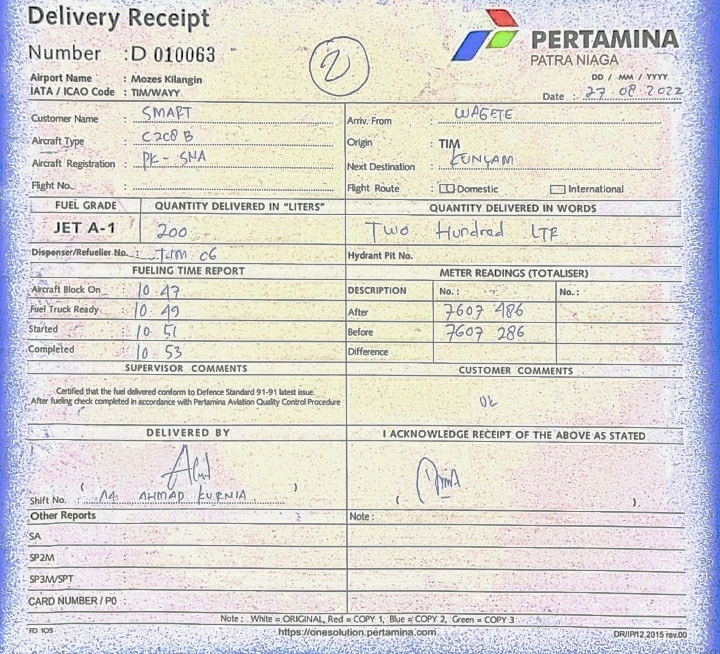 Delivery Receipt
Number : D 010063
2
PERTAMINA
PATRA NIAGA
Airport Name : Mozes Kilangin
IATA / ICAO Code : TIM/WAYY
DD / MM / YYYY
Date : 27 08 2022
Customer Name : SMART
Arriv. From WAGETE
Aircraft Type : C208B
Origin : TIM
Aircraft Registration : PK - SNA
Next Destination KUNYAM
Flight No. :
Flight Route : Domestic International
FUEL GRADE QUANTITY DELIVERED IN "LITERS" QUANTITY DELIVERED IN WORDS
JET A-1 200 Two Hundred LTR
Dispenser/Refueller No. : 06 Hydrant Pit No.
FUELING TIME REPORT METER READINGS (TOTALISER)
Aircraft Block On : 10 47 DESCRIPTION No. : No. :
Fuel Truck Ready : 10 49 After 7607 486
Started : 10 51 Before 7607 286
Completed : 10 53 Difference
SUPERVISOR COMMENTS CUSTOMER COMMENTS
Certified that the fuel delivered conform to Defence Standard 91-91 latest issue.
After fueling check completed in accordance with Pertamina Aviation Quality Control Procedure
ok
DELIVERED BY I ACKNOWLEDGE RECEIPT OF THE ABOVE AS STATED
Shift No. : AHMAD KURNIA
Other Reports : Note :
SA :
SP2M :
SP3M/SPT :
CARD NUMBER / PO :
Note : White = ORIGINAL, Red = COPY 1, Blue = COPY 2, Green = COPY 3
FD 105 https://onesolution.pertamina.com DR/IP/12.2015 rev.00